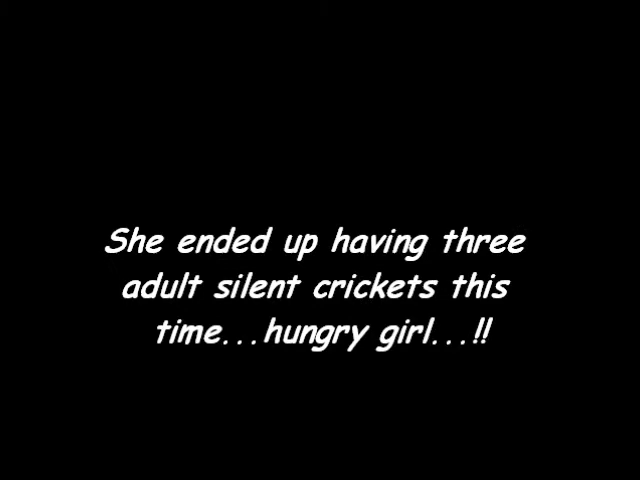 She ended up having three
adult silent crickets this
time...hungry girl...!!